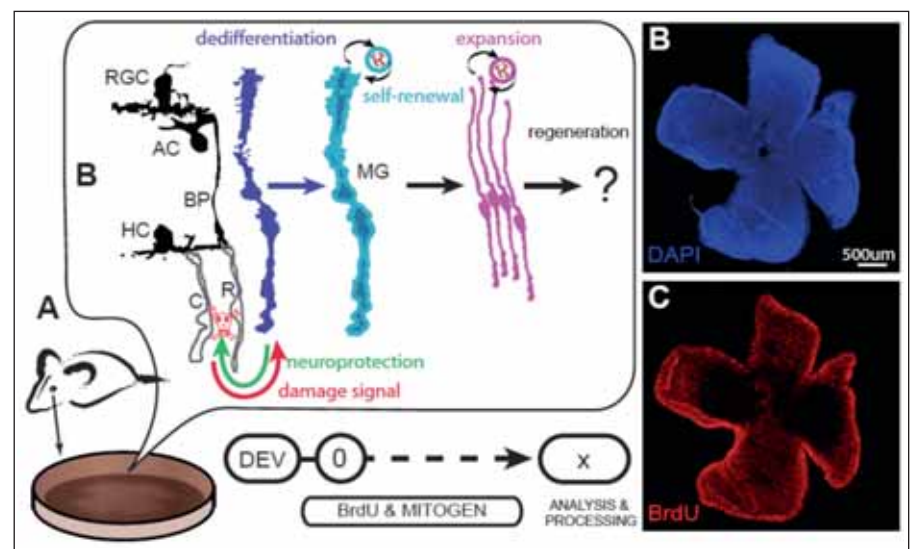 dedifferentiation
expansion
B
RGC
self-renewal
regeneration
AC
B
MG
?
BP
HC
DAPI
500um
C
R
C
A
neuroprotection
damage signal
DEV
0
x
BrdU & MITOGEN
ANALYSIS &
PROCESSING
BrdU